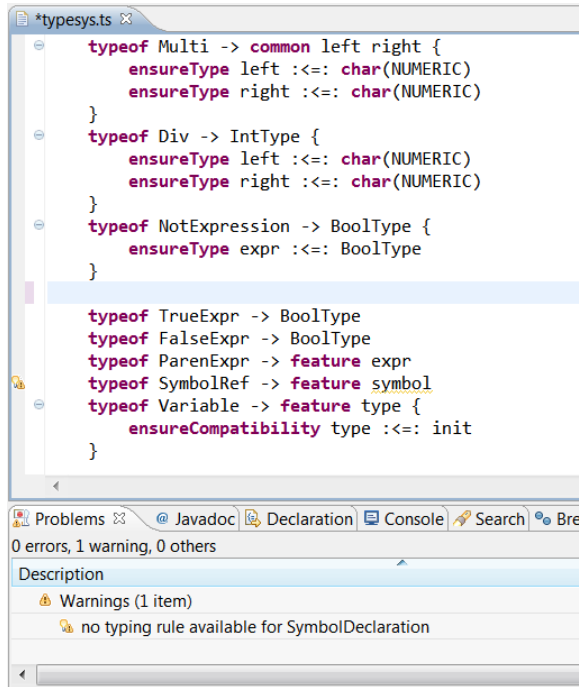 *typesys.ts
typeof Multi -> common left right {
ensureType left :<=: char(NUMERIC)
ensureType right :<=: char(NUMERIC)
}
typeof Div -> IntType {
ensureType left :<=: char(NUMERIC)
ensureType right :<=: char(NUMERIC)
}
typeof NotExpression -> BoolType {
ensureType expr :<=: BoolType
}
typeof TrueExpr -> BoolType
typeof FalseExpr -> BoolType
typeof ParenExpr -> feature expr
typeof SymbolRef -> feature symbol
typeof Variable -> feature type {
ensureCompatibility type :<=: init
}
Problems @ Javadoc Declaration Console Search Bre
0 errors, 1 warning, 0 others
Description
Warnings (1 item)
no typing rule available for SymbolDeclaration